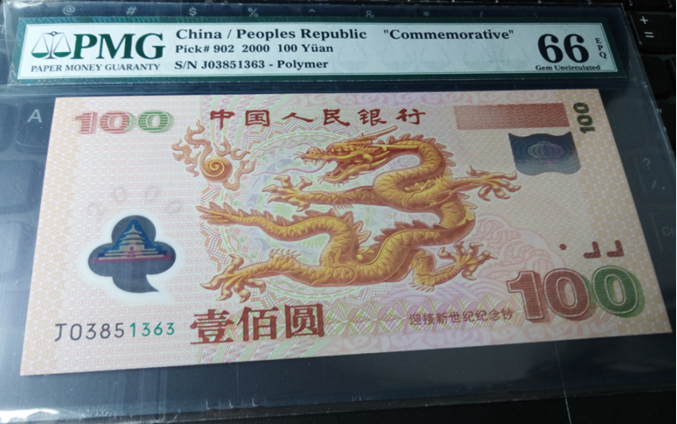 PMG
PAPER MONEY GUARANTY
China / Peoples Republic "Commemorative"
Pick# 902 2000 100 Yüan
S/N J03851363 - Polymer
66 EPQ
Gem Uncirculated
100
中国人民银行
100
2000
J03851363
壹佰圆
迎接新世纪纪念钞
100
A